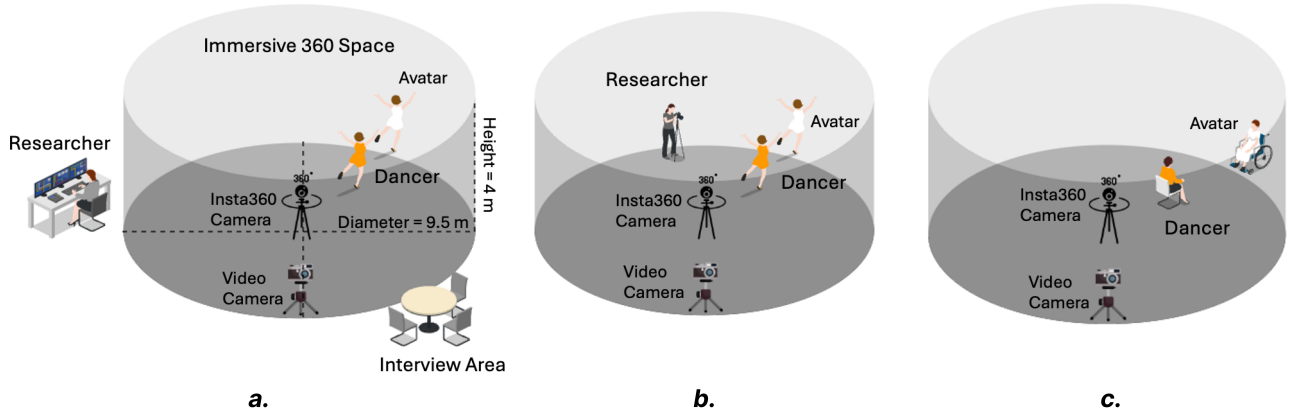 Immersive 360 Space
Avatar
Researcher
Height = 4 m
Dancer
360°
Insta360
Camera
Diameter = 9.5 m
Video
Camera
Interview Area
a.
Researcher
Avatar
Dancer
360°
Insta360
Camera
Video
Camera
b.
Avatar
360°
Insta360
Camera
Dancer
Video
Camera
c.